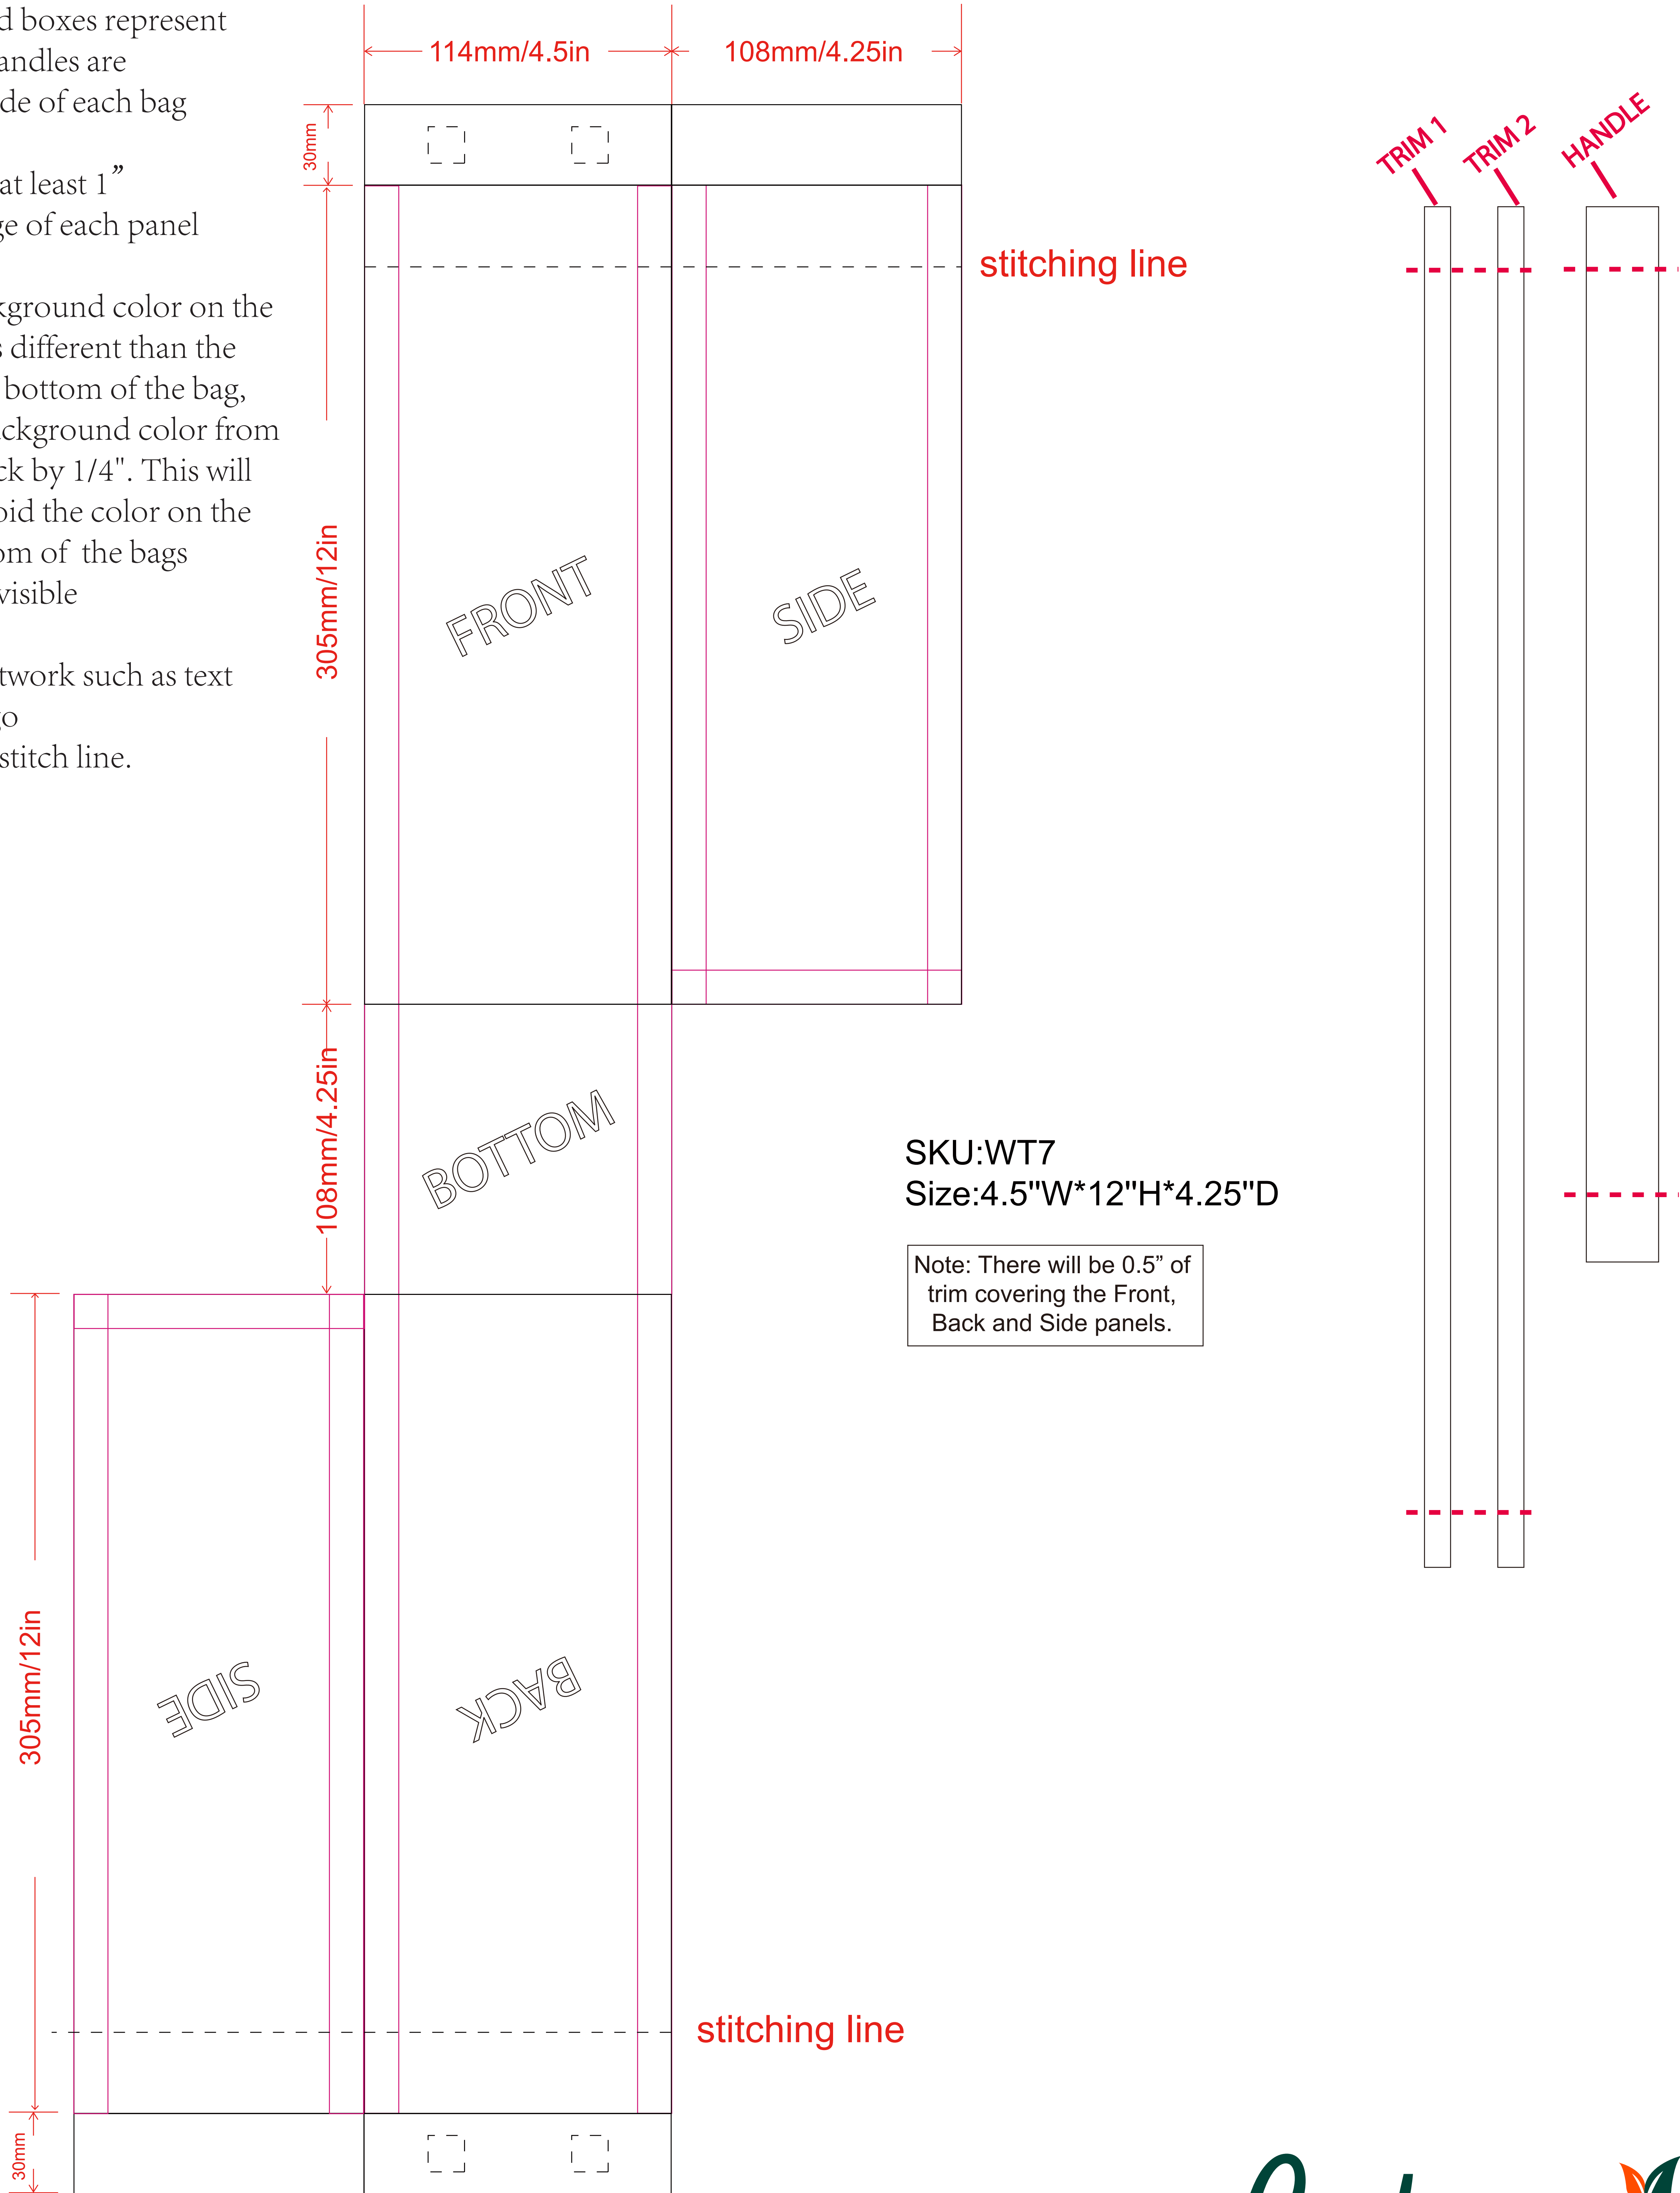 d boxes represent
andles are
de of each bag
at least 1”
ge of each panel
kground color on the
s different than the
bottom of the bag,
ackground color from
ck by 1/4". This will
oid the color on the
om of the bags
visible
twork such as text
go
stitch line.
114mm/4.5in
108mm/4.25in
30mm
stitching line
305mm/12in
FRONT
SIDE
108mm/4.25in
BOTTOM
SKU:WT7
Size:4.5"W*12"H*4.25"D
Note: There will be 0.5” of
trim covering the Front,
Back and Side panels.
TRIM 1
TRIM 2
HANDLE
305mm/12in
SIDE
BACK
stitching line
30mm